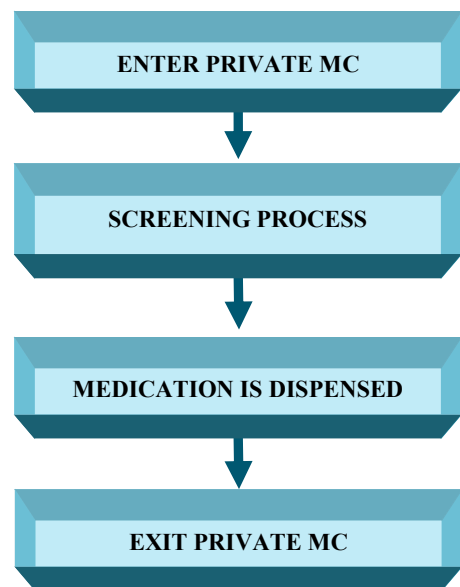 ENTER PRIVATE MC
SCREENING PROCESS
MEDICATION IS DISPENSED
EXIT PRIVATE MC